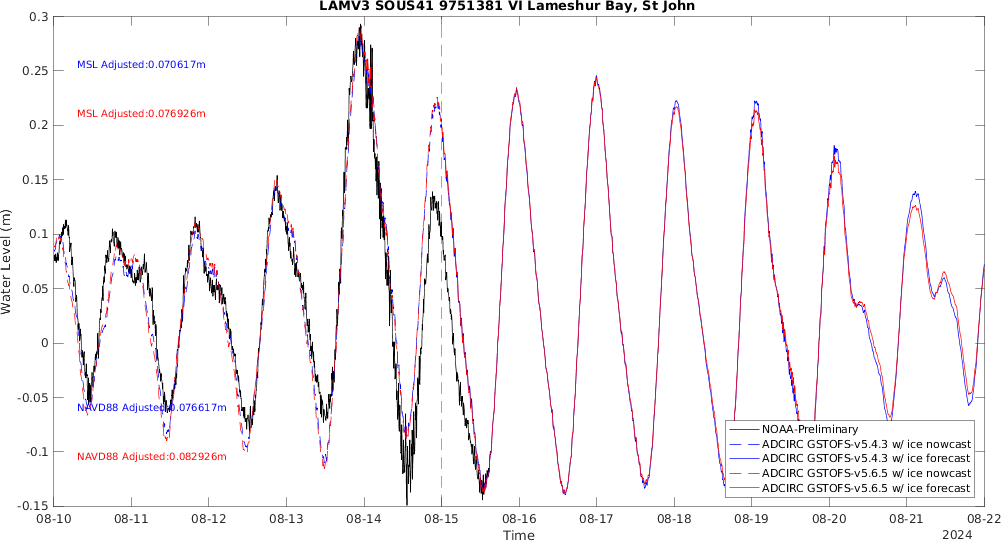 LAMV3 SOUS41 9751381 VI Lameshur Bay, St John
0.3
0.25
0.2
0.15
0.1
0.05
0
-0.05
-0.1
-0.15
Water Level (m)
MSL Adjusted:0.070617m
MSL Adjusted:0.076926m
NAVD88 Adjusted:0.076617m
NAVD88 Adjusted:0.082926m
NOAA-Preliminary
ADCIRC GSTOFS-v5.4.3 w/ ice nowcast
ADCIRC GSTOFS-v5.4.3 w/ ice forecast
ADCIRC GSTOFS-v5.6.5 w/ ice nowcast
ADCIRC GSTOFS-v5.6.5 w/ ice forecast
08-10 08-11 08-12 08-13 08-14 08-15 08-16 08-17 08-18 08-19 08-20 08-21 08-22
Time
2024